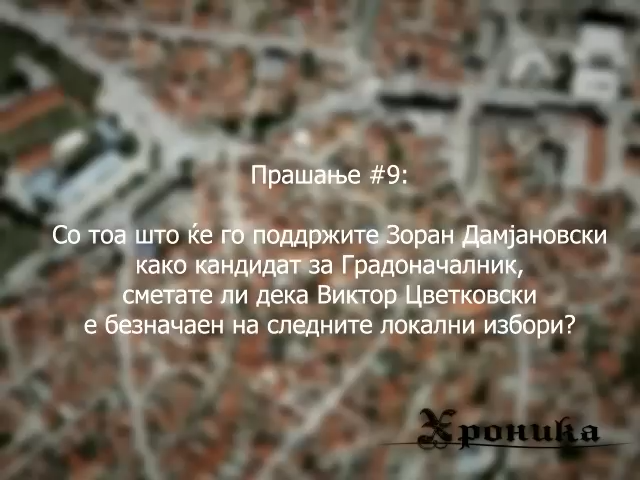 Прашање #9:
Со тоа што ќе го поддржите Зоран Дамјановски
како кандидат за Градоначалник,
сметате ли дека Виктор Цветковски
е безначаен на следните локални избори?
Хроника